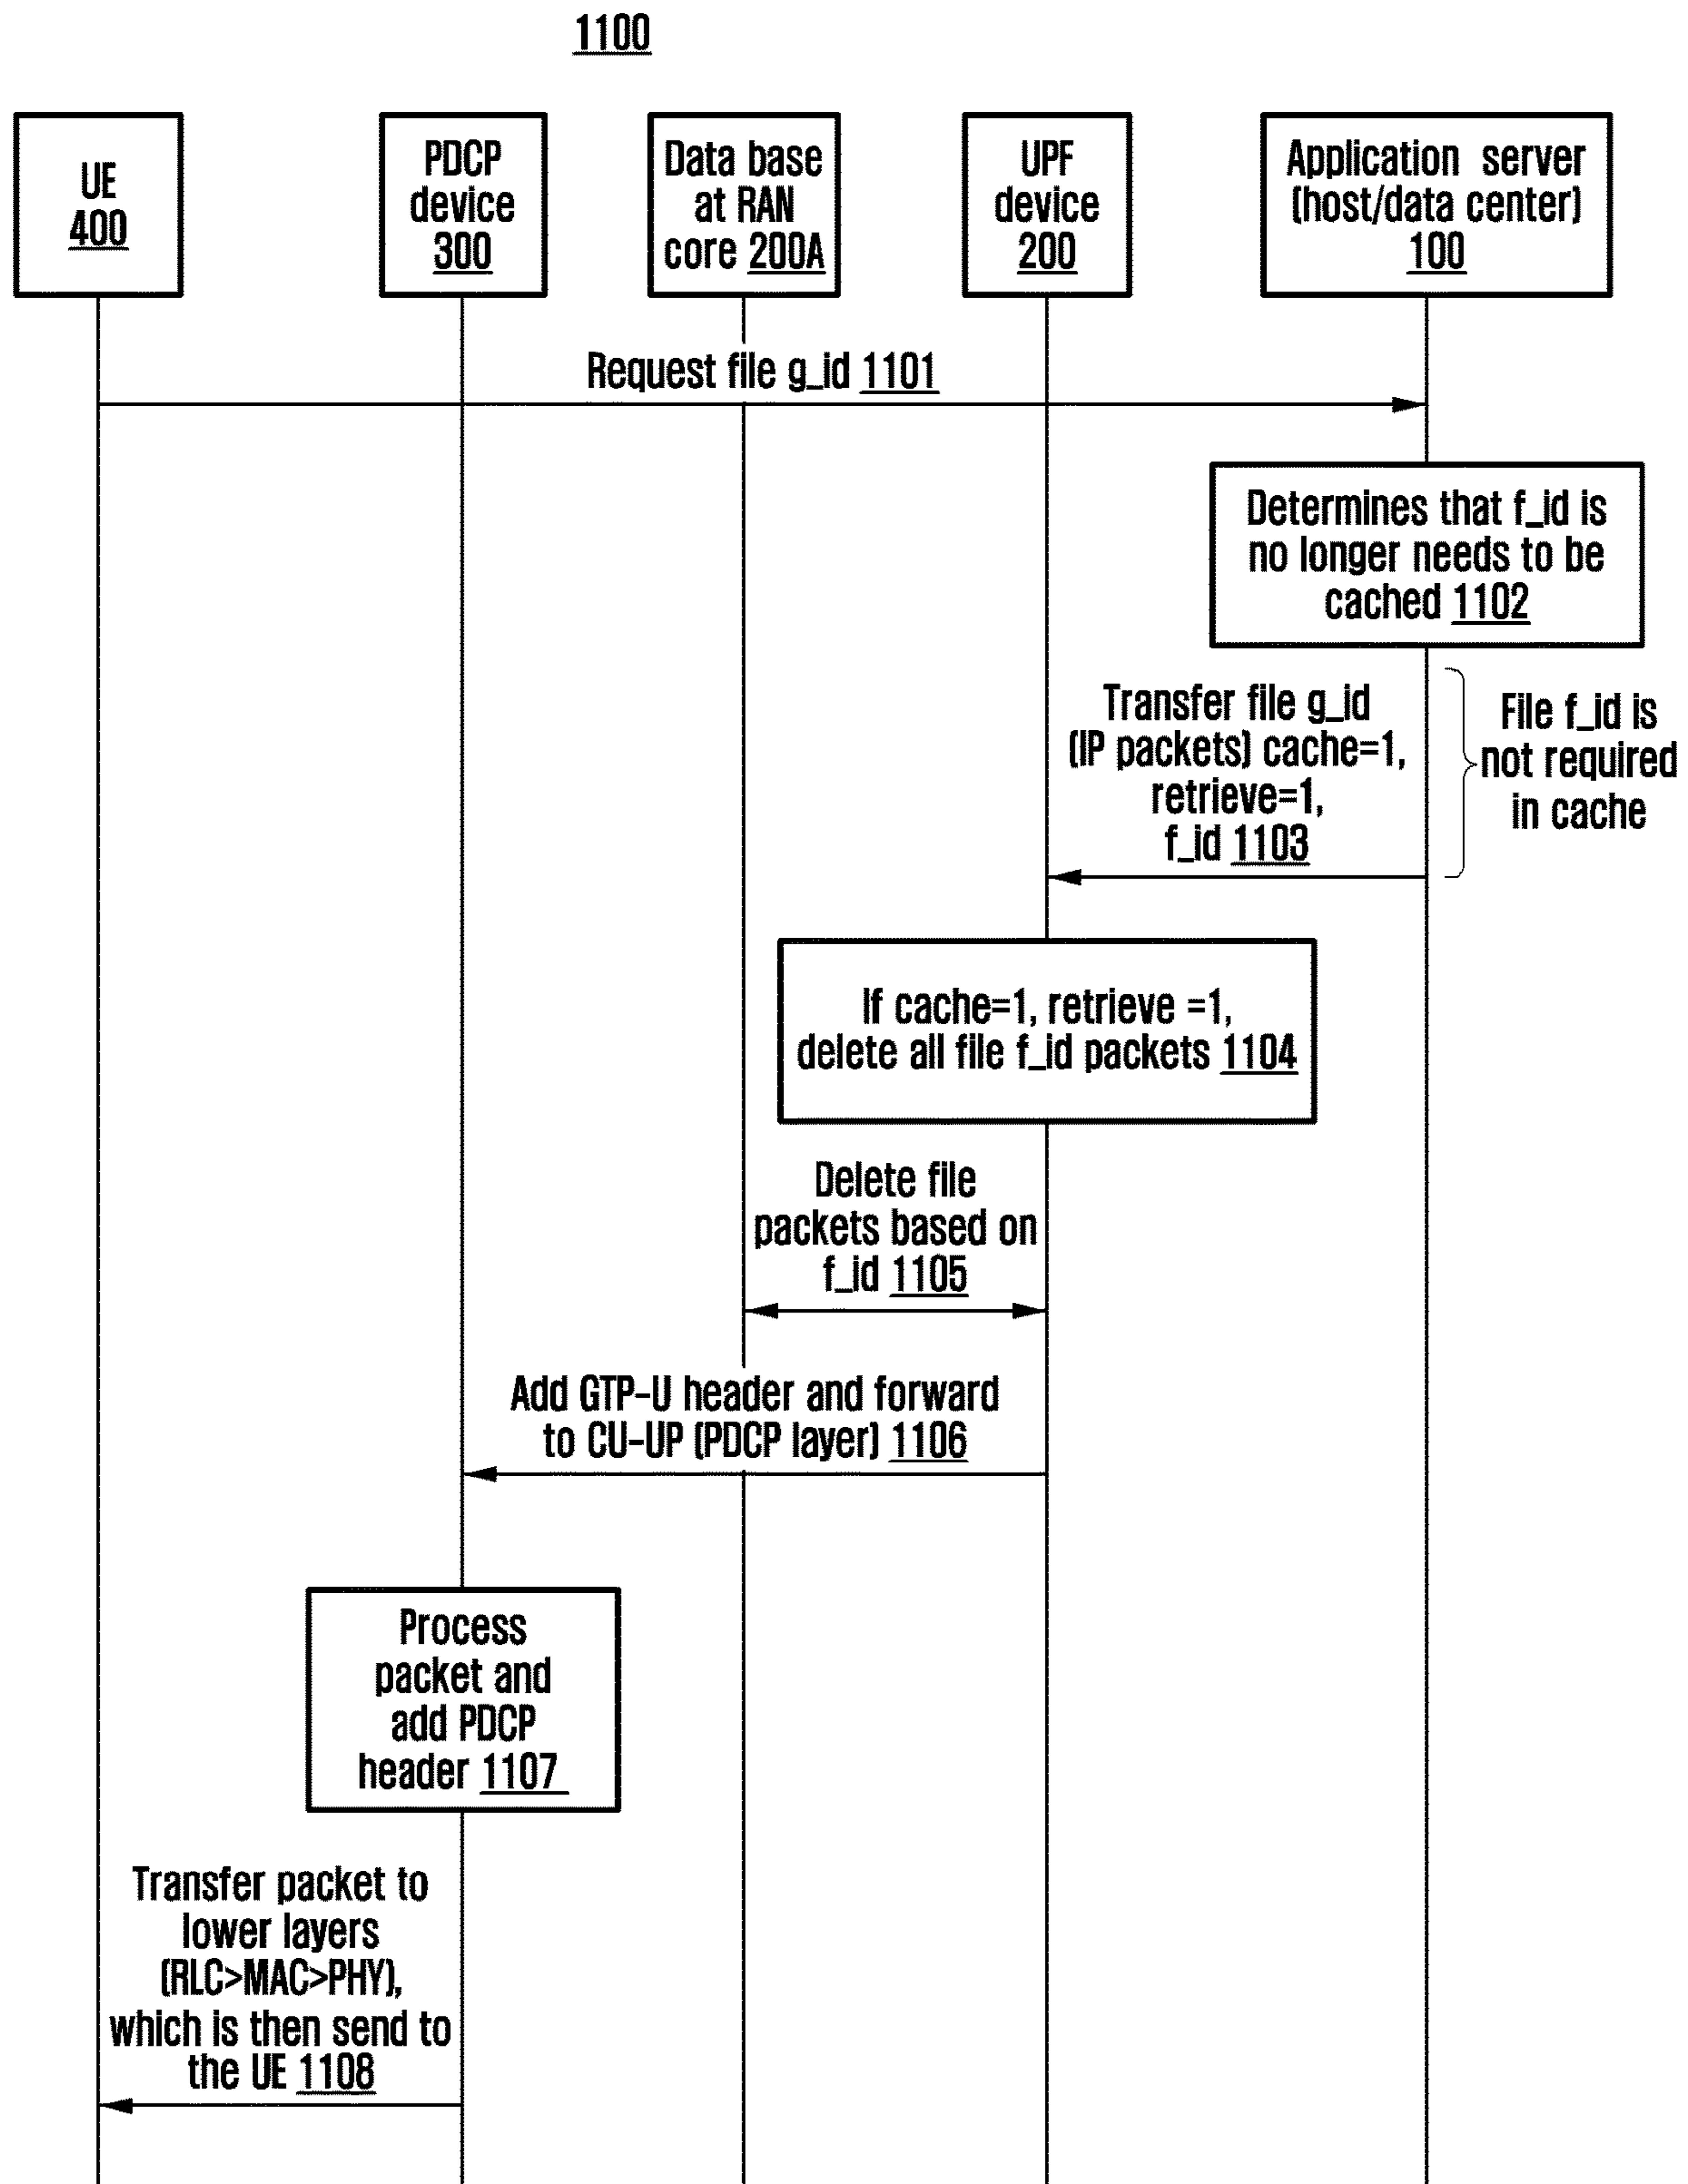 1100
UE
400
PDCP
device
300
Data base
at RAN
core 200A
UPF
device
200
Application server
(host/data center)
100
Request file g_id 1101
Determines that f_id is
no longer needs to be
cached 1102
Transfer file g_id
(IP packets) cache=1,
retrieve=1,
f_id 1103
File f_id is
not required
in cache
If cache=1, retrieve =1,
delete all file f_id packets 1104
Delete file
packets based on
f_id 1105
Add GTP-U header and forward
to CU-UP (PDCP layer) 1106
Process
packet and
add PDCP
header 1107
Transfer packet to
lower layers
(RLC>MAC>PHY),
which is then send to
the UE 1108